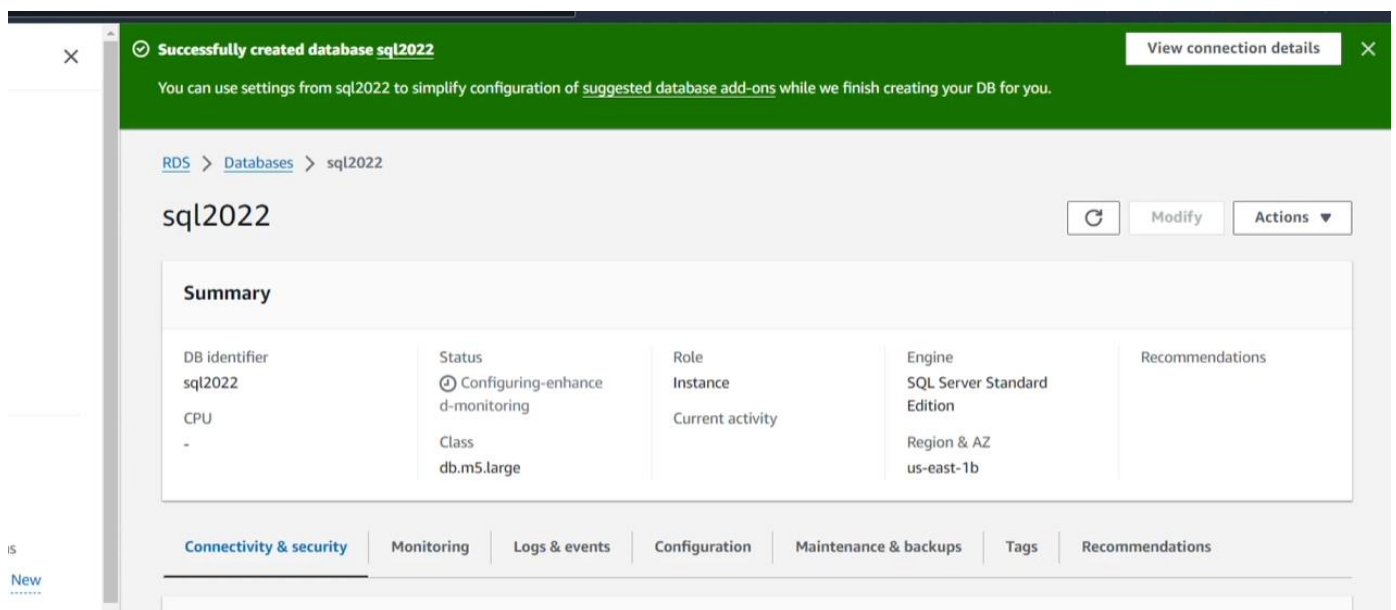 Successfully created database sql2022
View connection details
You can use settings from sql2022 to simplify configuration of suggested database add-ons while we finish creating your DB for you.
RDS > Databases > sql2022
sql2022
Modify
Actions
Summary
DB identifier
sql2022
CPU
-
Status
Configuring-enhance
d-monitoring
Class
db.m5.large
Role
Instance
Current activity
Engine
SQL Server Standard
Edition
Region & AZ
us-east-1b
Recommendations
Connectivity & security
Monitoring
Logs & events
Configuration
Maintenance & backups
Tags
Recommendations
New